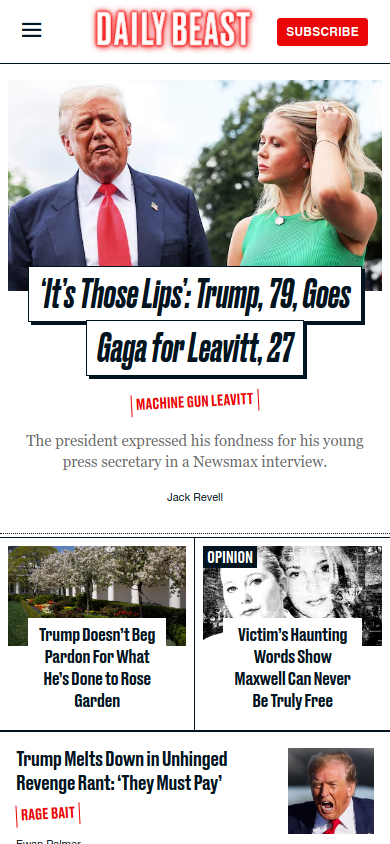 DAILY BEAST
SUBSCRIBE
‘It’s Those Lips’: Trump, 79, Goes
Gaga for Leavitt, 27
MACHINE GUN LEAVITT
The president expressed his fondness for his young
press secretary in a Newsmax interview.
Jack Revell
Trump Doesn’t Beg
Pardon For What
He’s Done to Rose
Garden
OPINION
Victim’s Haunting
Words Show
Maxwell Can Never
Be Truly Free
Trump Melts Down in Unhinged
Revenge Rant: ‘They Must Pay’
RAGE BAIT
Ewan Palmer